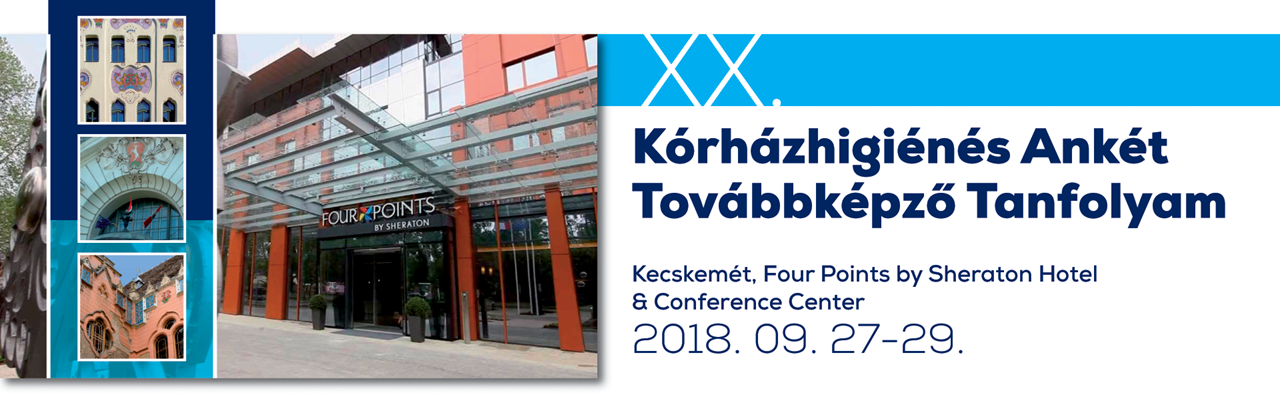 FOUR POINTS
BY SHERATON
XX.
Kórházhigiénés Ankét
Továbbképző Tanfolyam
Kecskemét, Four Points by Sheraton Hotel
& Conference Center
2018. 09. 27-29.